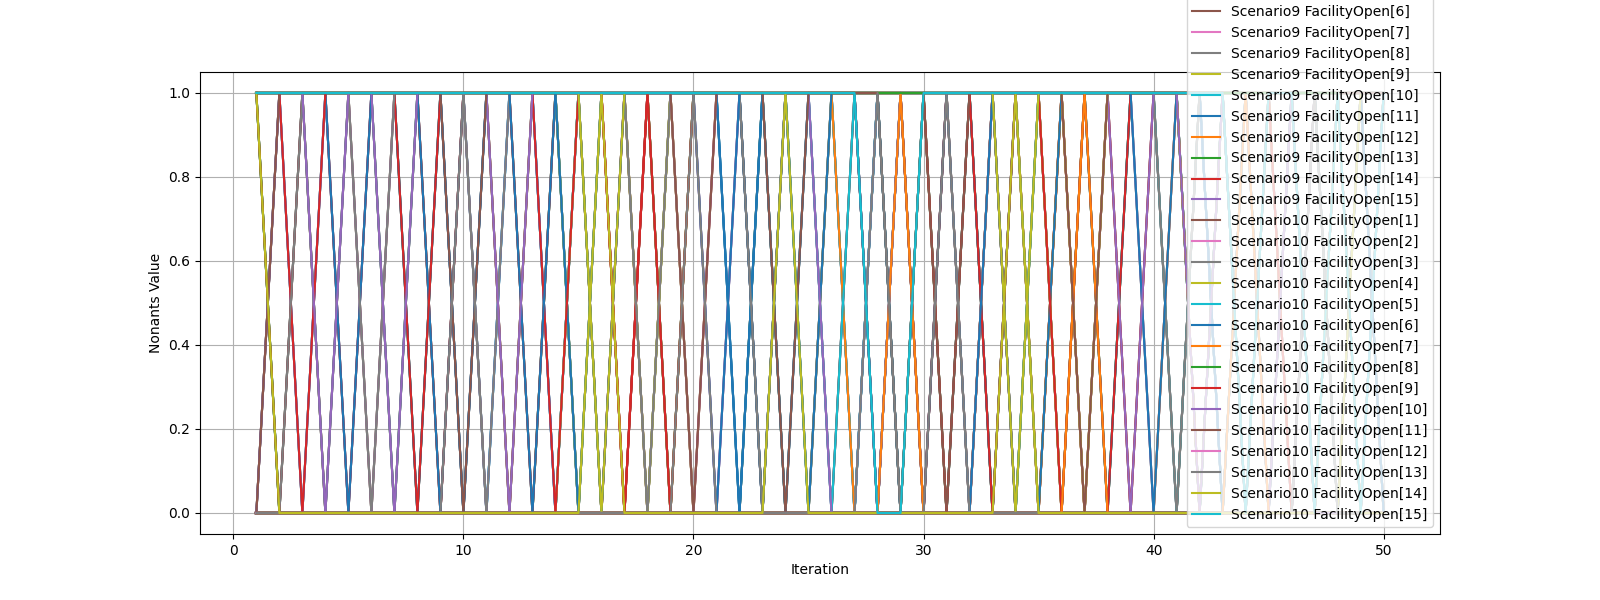 Scenario9 FacilityOpen[6]
Scenario9 FacilityOpen[7]
Scenario9 FacilityOpen[8]
Scenario9 FacilityOpen[9]
Scenario9 FacilityOpen[10]
Scenario9 FacilityOpen[11]
Scenario9 FacilityOpen[12]
Scenario9 FacilityOpen[13]
Scenario9 FacilityOpen[14]
Scenario9 FacilityOpen[15]
Scenario10 FacilityOpen[1]
Scenario10 FacilityOpen[2]
Scenario10 FacilityOpen[3]
Scenario10 FacilityOpen[4]
Scenario10 FacilityOpen[5]
Scenario10 FacilityOpen[6]
Scenario10 FacilityOpen[7]
Scenario10 FacilityOpen[8]
Scenario10 FacilityOpen[9]
Scenario10 FacilityOpen[10]
Scenario10 FacilityOpen[11]
Scenario10 FacilityOpen[12]
Scenario10 FacilityOpen[13]
Scenario10 FacilityOpen[14]
Scenario10 FacilityOpen[15]
Nonants Value
1.0
0.8
0.6
0.4
0.2
0.0
0 10 20 30 40 50
Iteration